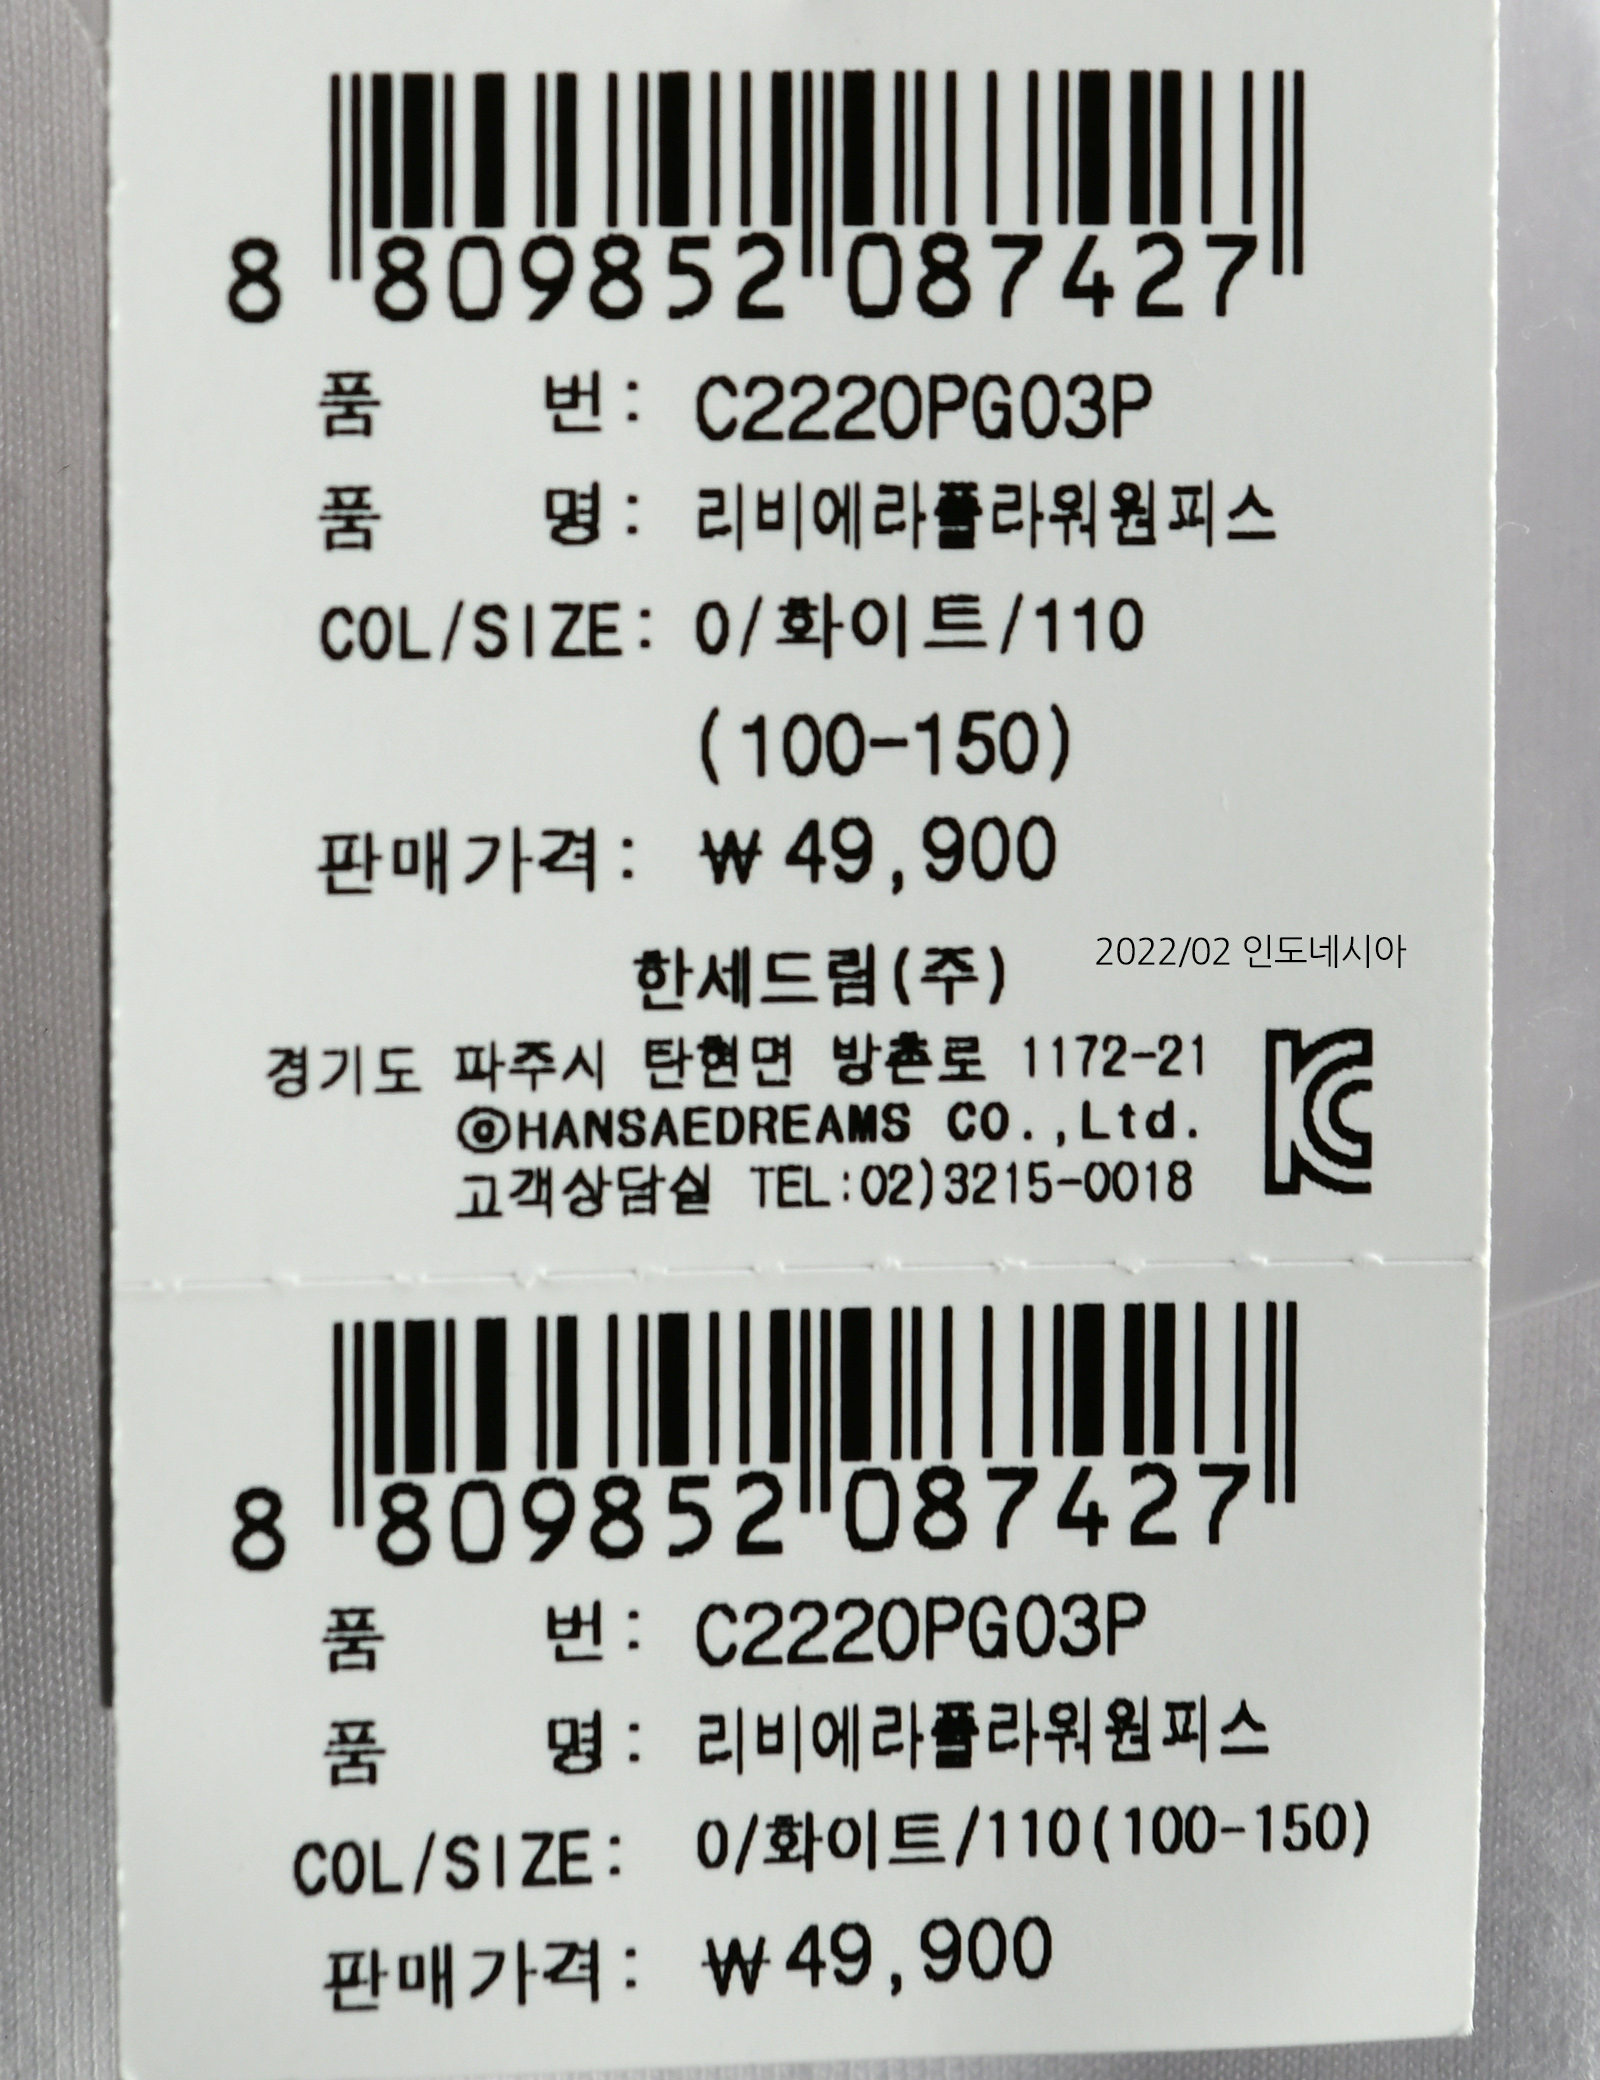 8 809852 087427
품 번: C2220PG03P
품 명: 리비에라플라워원피스
COL/SIZE: 0/화이트/110
(100-150)
판매가격: ₩49,900
한세드림(주)
2022/02 인도네시아
경기도 파주시 탄현면 방촌로 1172-21
©HANSAEDREAMS CO.,Ltd.
고객상담실 TEL:02)3215-0018
KC
8 809852 087427
품 번: C2220PG03P
품 명: 리비에라플라워원피스
COL/SIZE: 0/화이트/110(100-150)
판매가격: ₩49,900